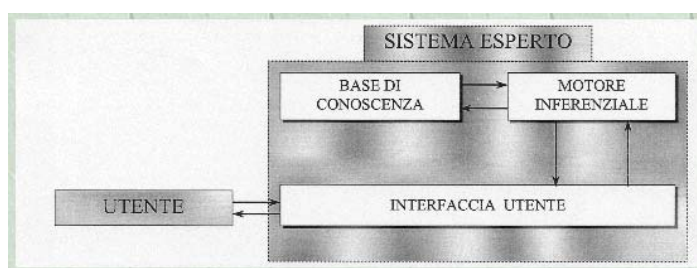 SISTEMA ESPERTO
BASE DI
CONOSCENZA
MOTORE
INFERENZIALE
UTENTE
INTERFACCIA UTENTE